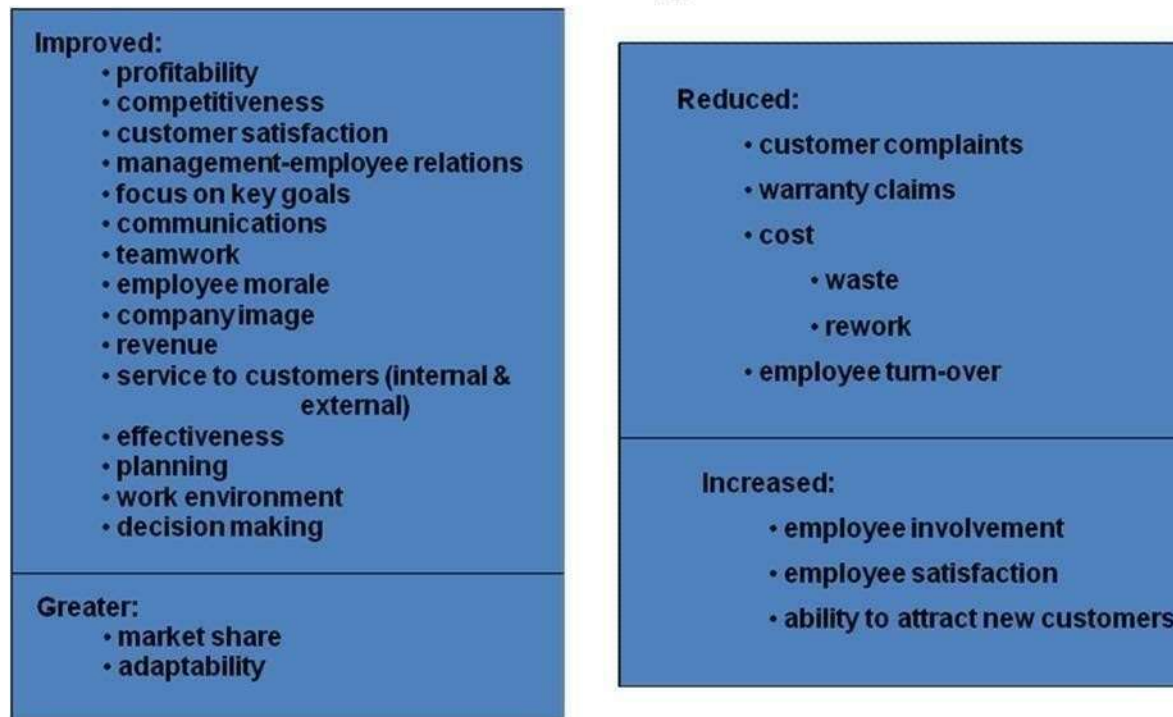 Improved:
• profitability
• competitiveness
• customer satisfaction
• management-employee relations
• focus on key goals
• communications
• teamwork
• employee morale
• company image
• revenue
• service to customers (internal &
external)
• effectiveness
• planning
• work environment
• decision making
Greater:
• market share
• adaptability
Reduced:
• customer complaints
• warranty claims
• cost
• waste
• rework
• employee turn-over
Increased:
• employee involvement
• employee satisfaction
• ability to attract new customers